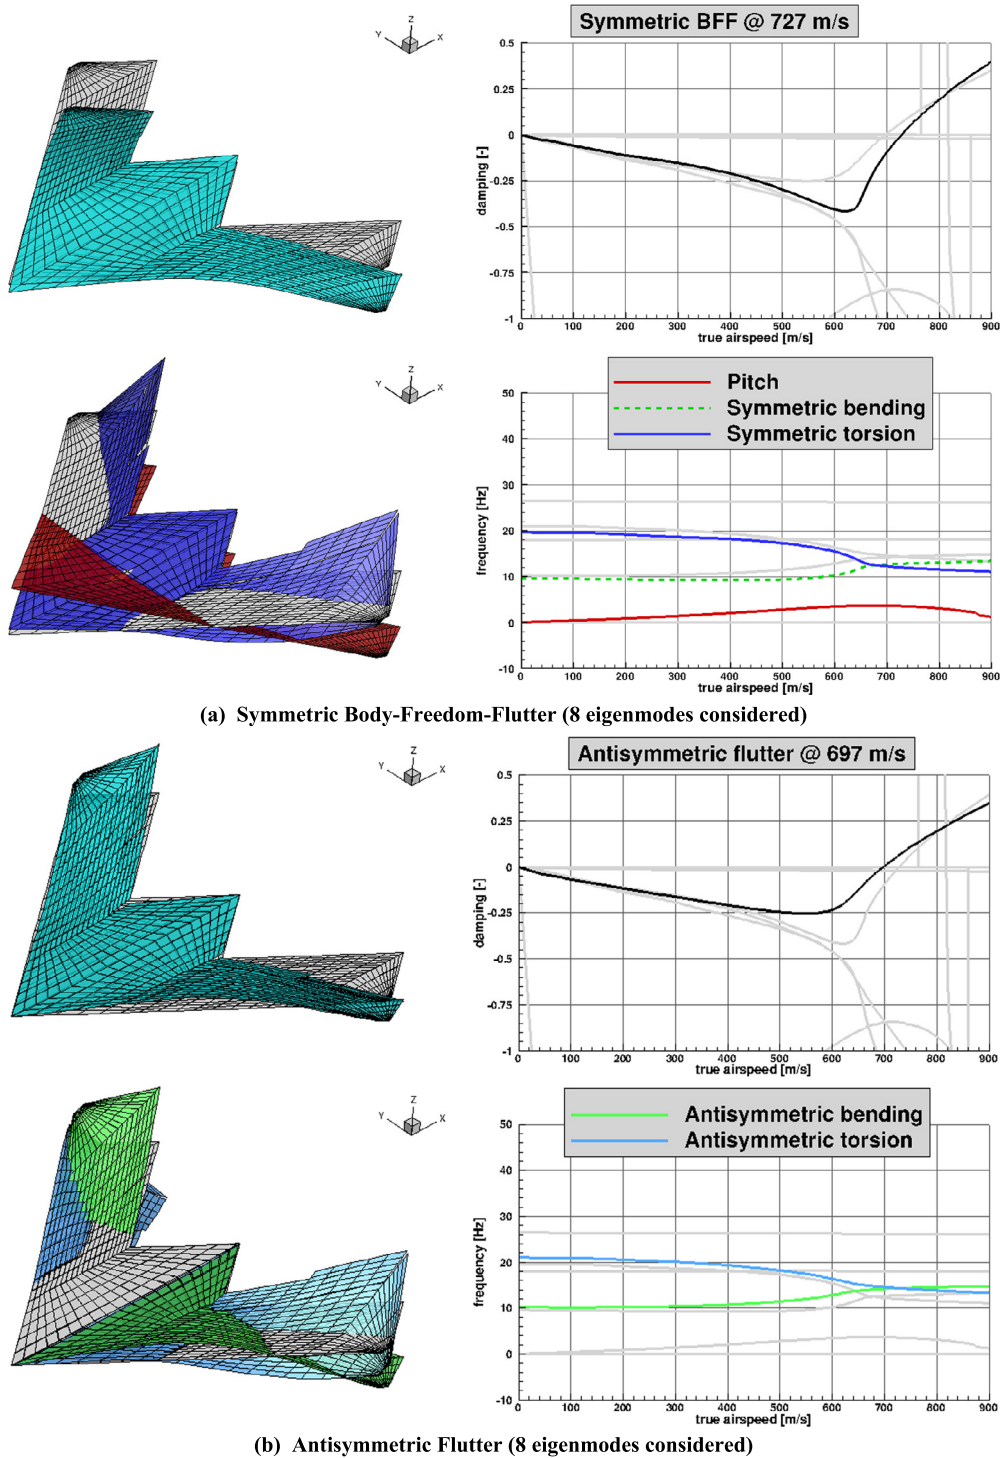 Z
Y
X
Symmetric BFF @ 727 m/s
0.5
0.25
0
-0.25
-0.5
-0.75
-1
damping [-]
0 100 200 300 400 500 600 700 800 900
true airspeed [m/s]
Z
Y
X
Pitch
Symmetric bending
Symmetric torsion
50
40
30
20
10
0
-10
frequency [Hz]
0 100 200 300 400 500 600 700 800 900
true airspeed [m/s]
(a) Symmetric Body-Freedom-Flutter (8 eigenmodes considered)
Z
Y
X
Antisymmetric flutter @ 697 m/s
0.5
0.25
0
-0.25
-0.5
-0.75
-1
damping [-]
0 100 200 300 400 500 600 700 800 900
true airspeed [m/s]
Z
Y
X
Antisymmetric bending
Antisymmetric torsion
50
40
30
20
10
0
-10
frequency [Hz]
0 100 200 300 400 500 600 700 800 900
true airspeed [m/s]
(b) Antisymmetric Flutter (8 eigenmodes considered)